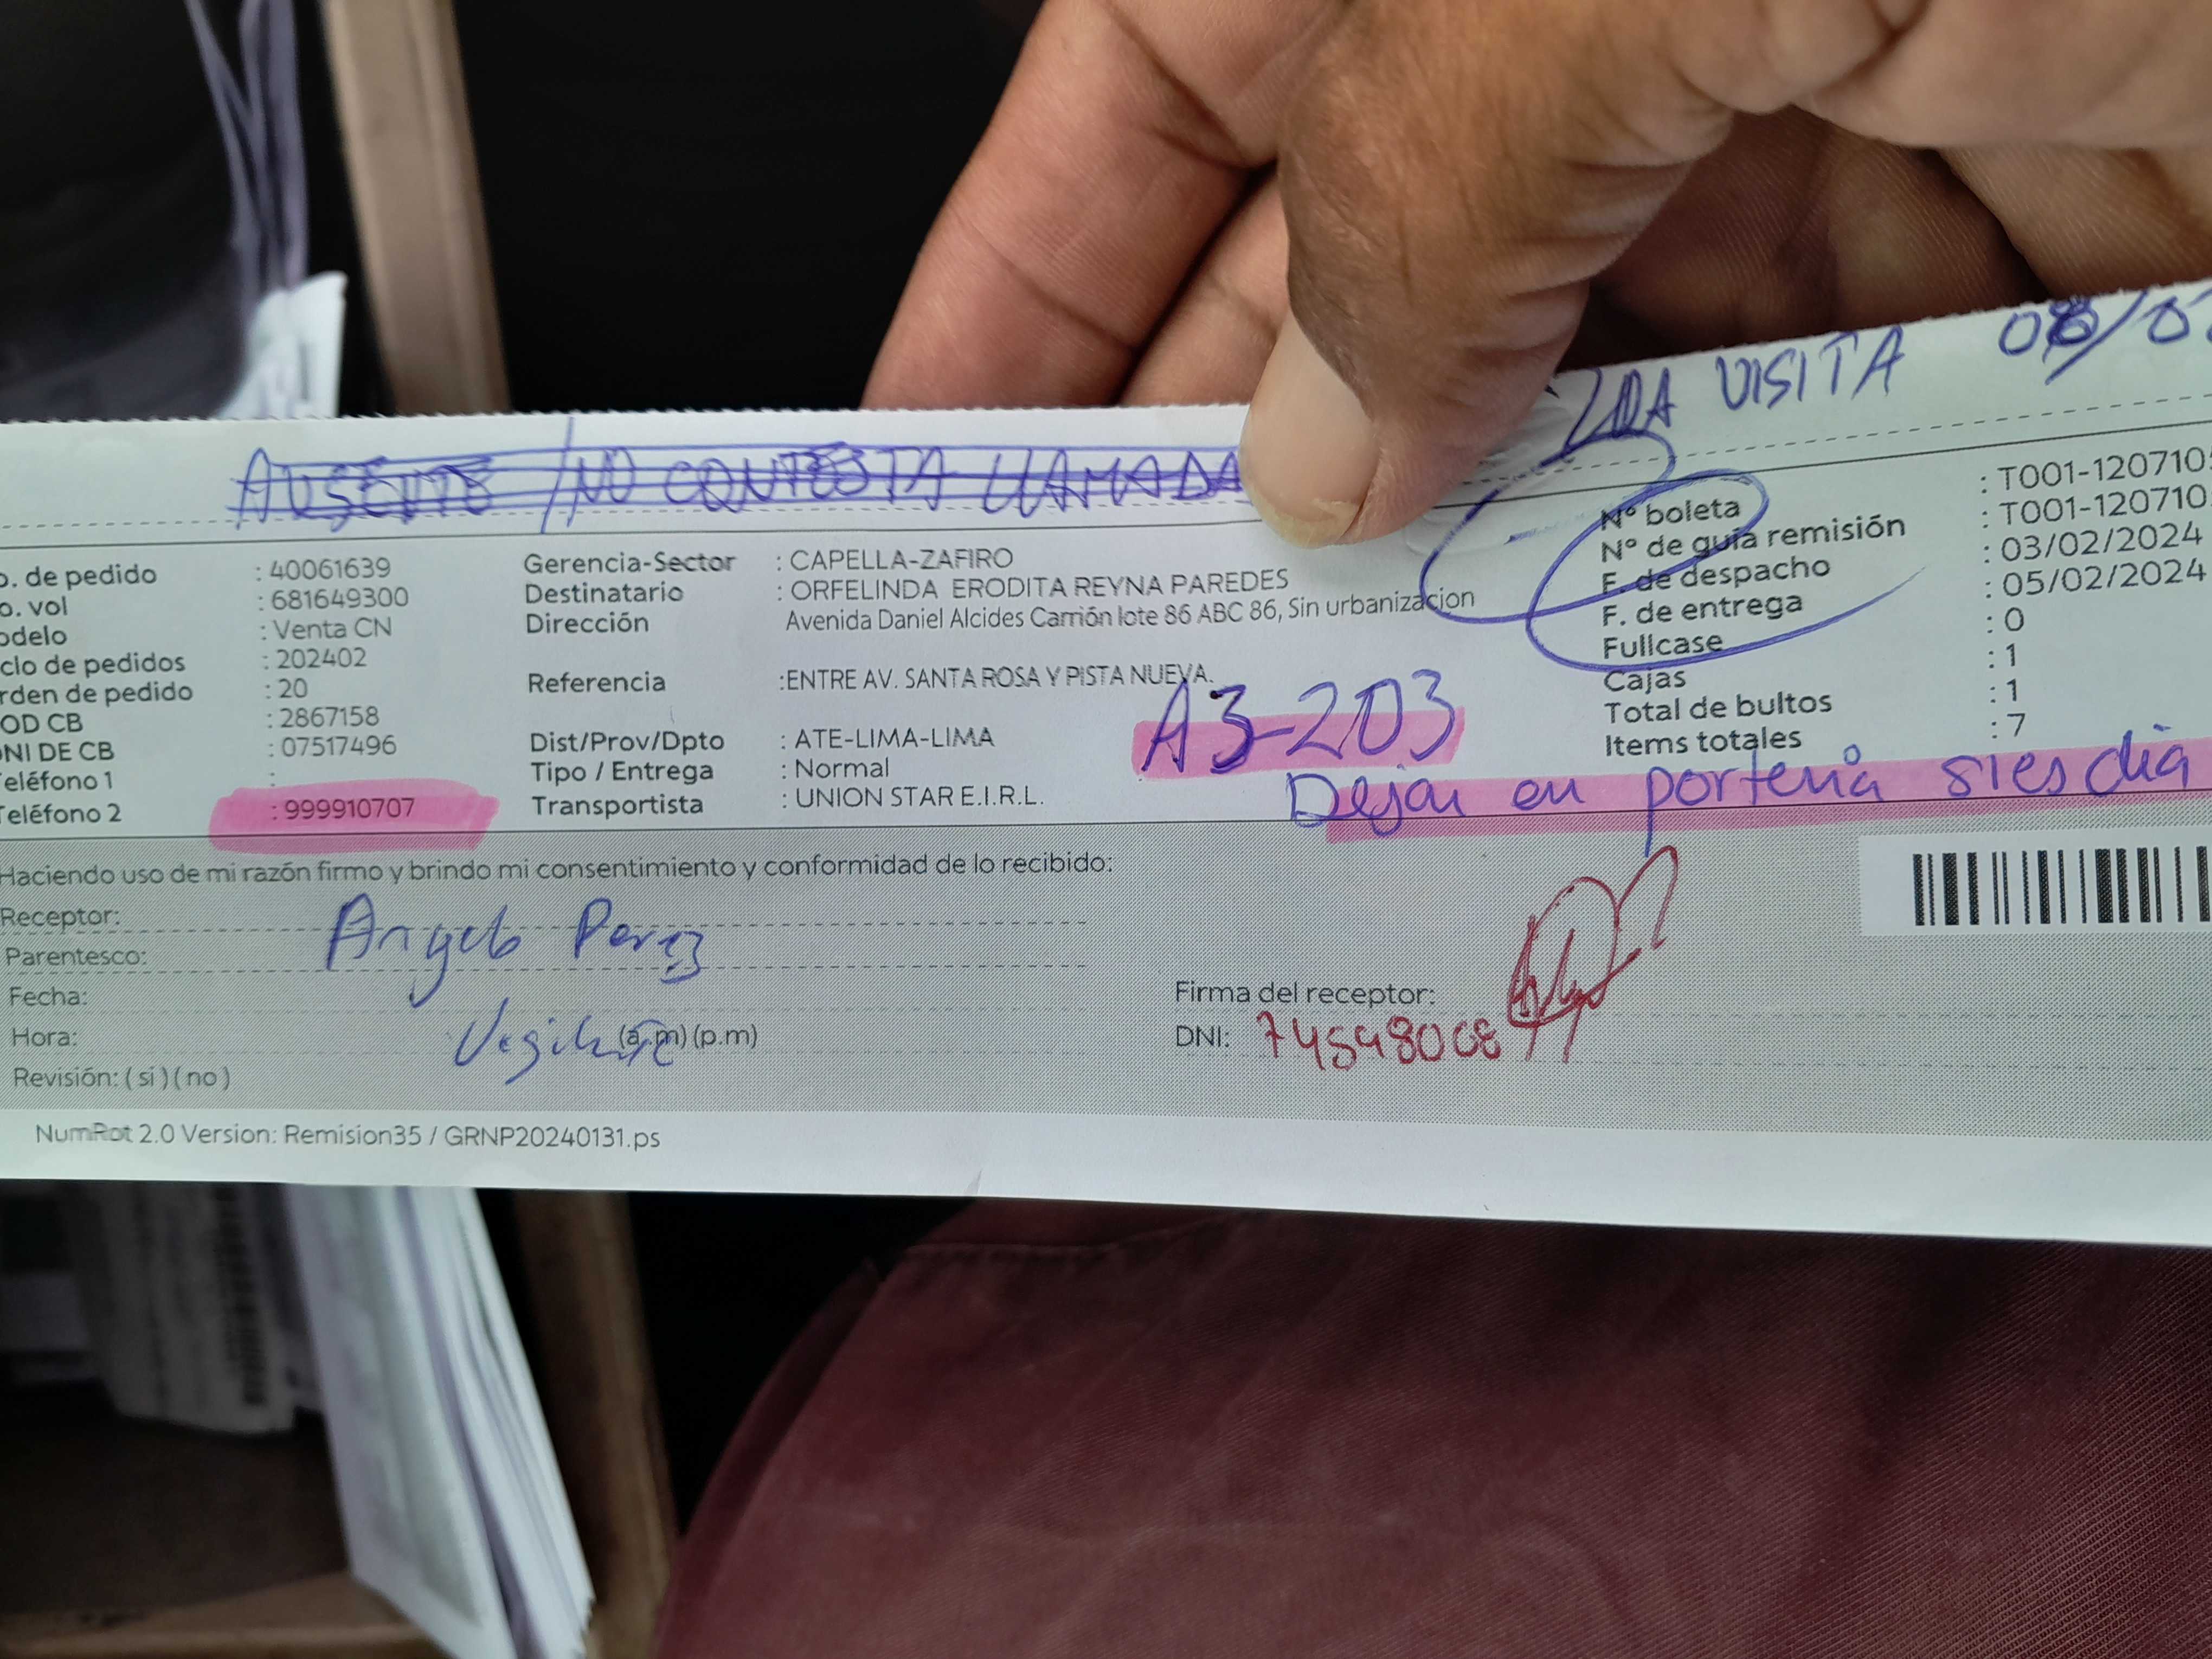 2DA VISITA 08/0
AUSENTE / NO CONTESTA LLAMADA
o. de pedido : 40061639
o. vol : 681649300
odelo : Venta CN
clo de pedidos : 202402
rden de pedido : 20
OD CB : 2867158
NI DE CB : 07517496
eléfono 1 :
eléfono 2 : 999910707
Gerencia-Sector : CAPELLA-ZAFIRO
Destinatario : ORFELINDA ERODITA REYNA PAREDES
Dirección Avenida Daniel Alcides Carrión lote 86 ABC 86, Sin urbanizacion
Referencia :ENTRE AV. SANTA ROSA Y PISTA NUEVA.
Dist/Prov/Dpto : ATE-LIMA-LIMA
Tipo / Entrega : Normal
Transportista : UNION STAR E.I.R.L.
A3-203
Nº boleta : T001-120710
Nº de guía remisión : T001-120710
F. de despacho : 03/02/2024
F. de entrega : 05/02/2024
Fullcase : 0
Cajas : 1
Total de bultos : 1
Items totales : 7
Dejar en portería si es dia
Haciendo uso de mi razón firmo y brindo mi consentimiento y conformidad de lo recibido:
Receptor: Angelo Perez
Parentesco:
Fecha:
Hora: Vigilante (a. m) (p.m)
Revisión: ( si ) ( no )
Firma del receptor:
DNI: 74549808
NumRot 2.0 Version: Remision35 / GRNP20240131.ps